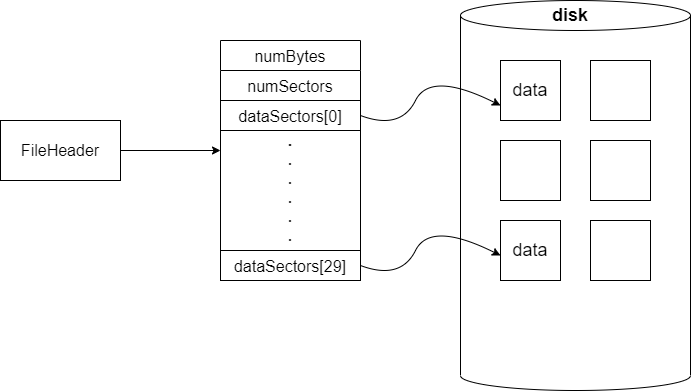 disk
numBytes
numSectors
dataSectors[0]
data
FileHeader
.
.
.
.
.
.
dataSectors[29]
data